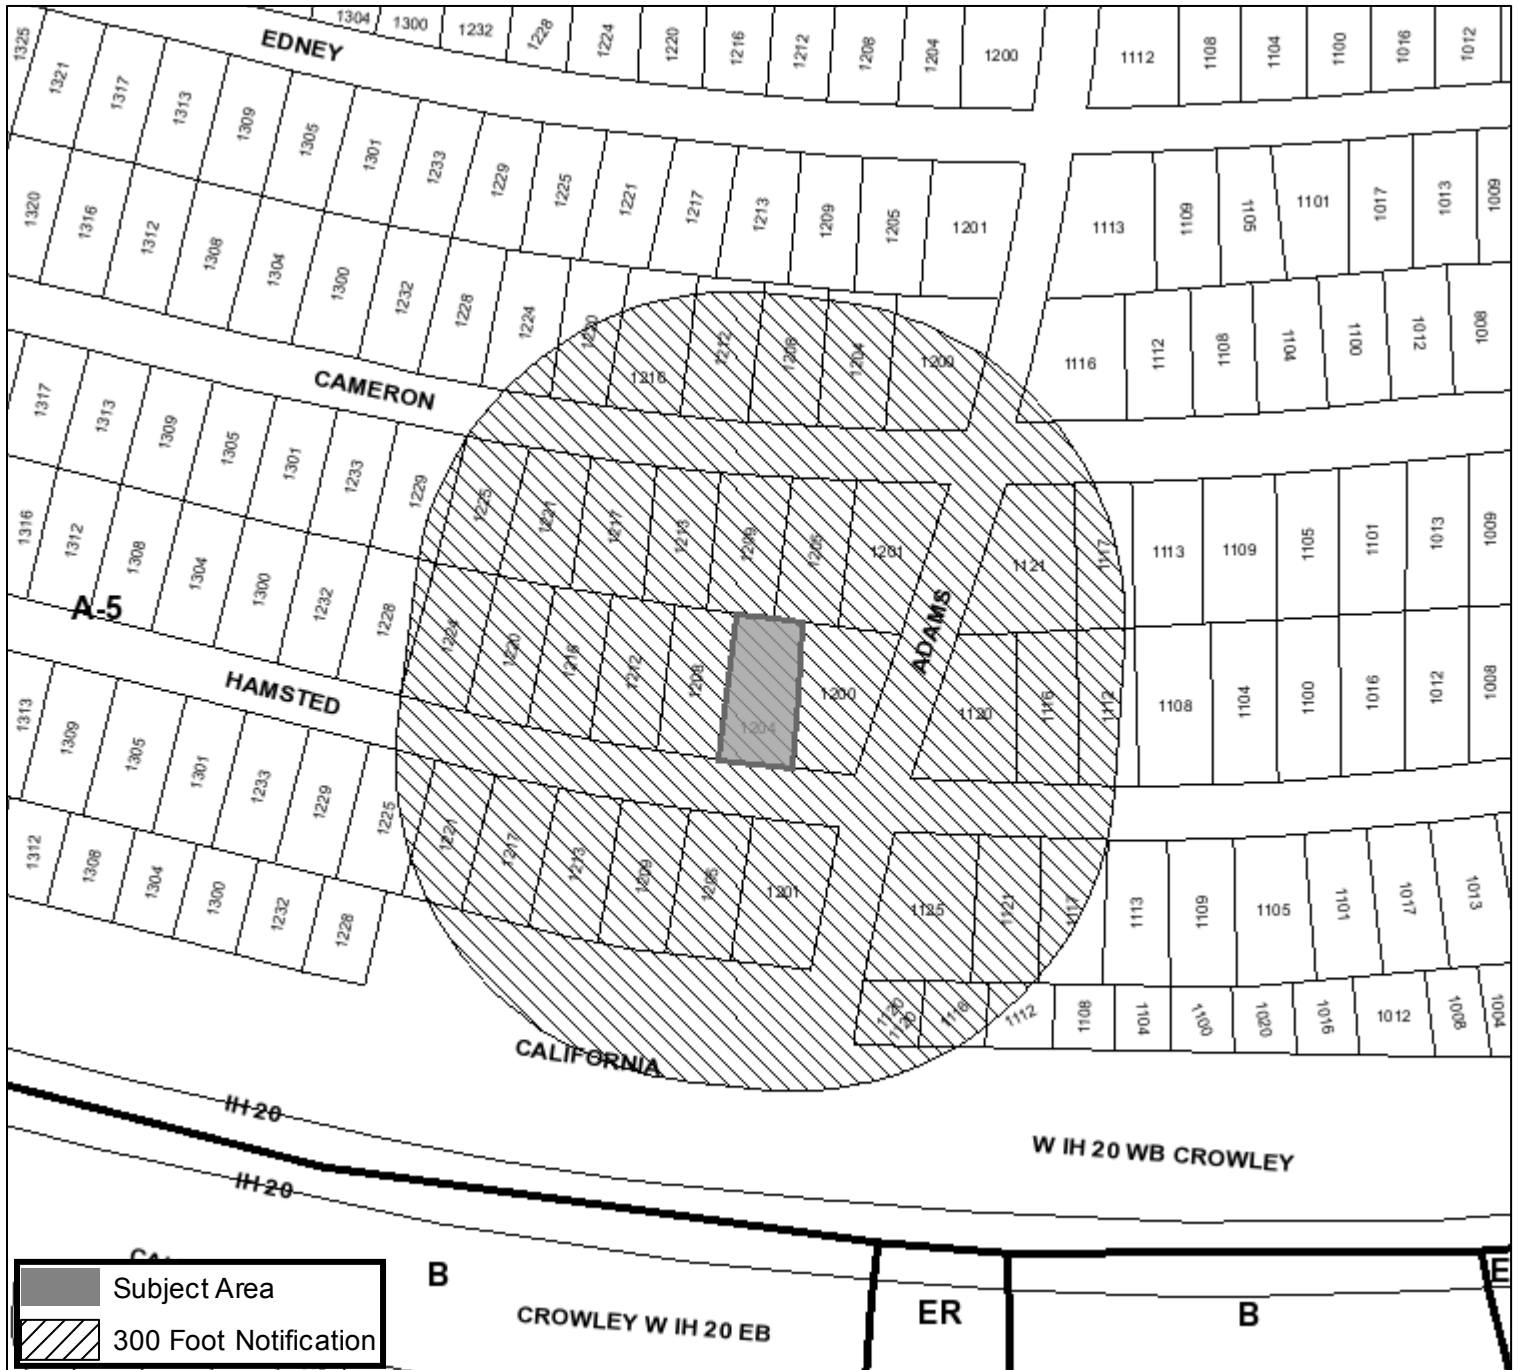 1304 1300 1232 1228 1224 1220 1216 1212 1208 1204 1200 1112 1108 1104 1100 1016 1012
EDNEY
1325 1321 1317 1313 1309 1305 1301 1233 1229 1225 1221 1217 1213 1209 1205 1201 1113 1109 1105 1101 1017 1013 1009
1320 1316 1312 1308 1304 1300 1232 1228 1224 1220 1216 1212 1208 1204 1200 1116 1112 1108 1104 1100 1012 1008
CAMERON
1317 1313 1309 1305 1301 1233 1229 1225 1221 1217 1213 1209 1205 1201 1121 1117 1113 1109 1105 1101 1013 1009
ADAMS
1316 1312 1308 1304 1300 1232 1228 1224 1220 1216 1212 1208 1204 1200 1120 1116 1112 1108 1104 1100 1016 1012 1008
A-5
HAMSTED
1313 1309 1305 1301 1233 1229 1225 1221 1217 1213 1209 1205 1201 1125 1121 1117 1113 1109 1105 1101 1017 1013
1312 1308 1304 1300 1232 1228
1120 1120 1116 1112 1108 1104 1100 1020 1016 1012 1008 1004
CALIFORNIA
IH 20
W IH 20 WB CROWLEY
IH 20
B
ER
B
E
CROWLEY W IH 20 EB
Subject Area
300 Foot Notification